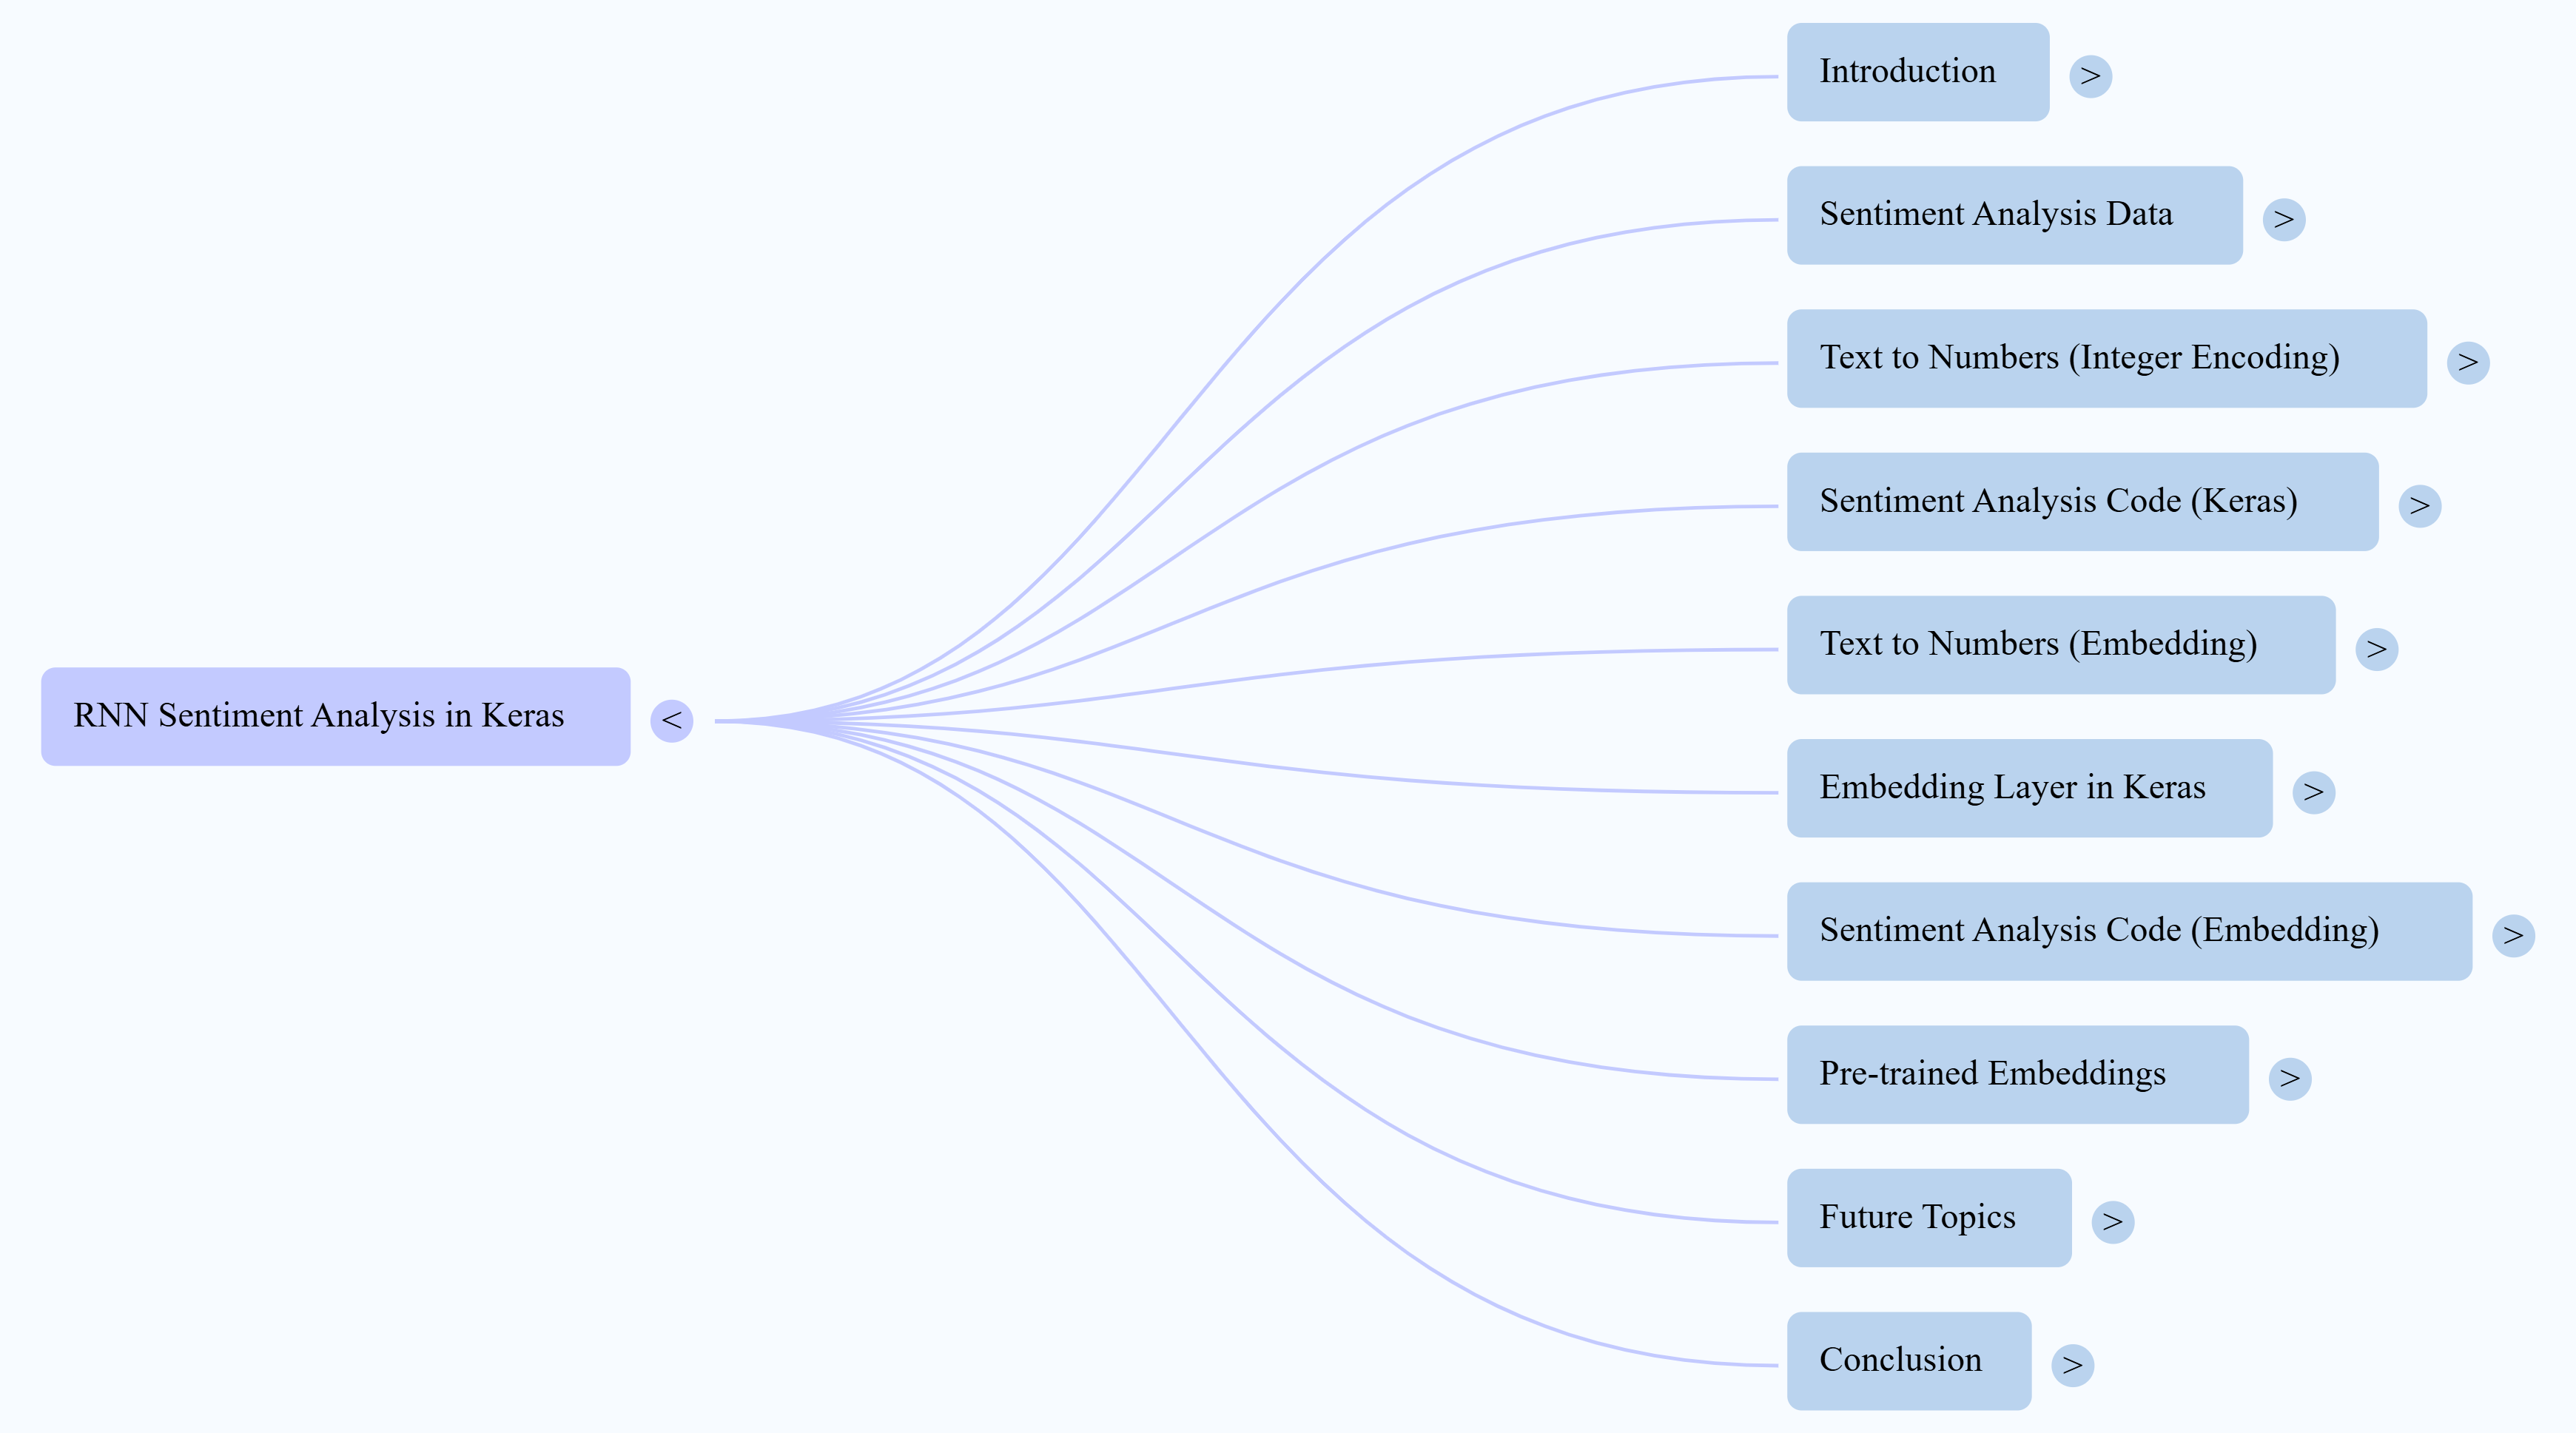 Introduction
>
Sentiment Analysis Data
>
Text to Numbers (Integer Encoding)
>
Sentiment Analysis Code (Keras)
>
Text to Numbers (Embedding)
>
RNN Sentiment Analysis in Keras
<
Embedding Layer in Keras
>
Sentiment Analysis Code (Embedding)
>
Pre-trained Embeddings
>
Future Topics
>
Conclusion
>